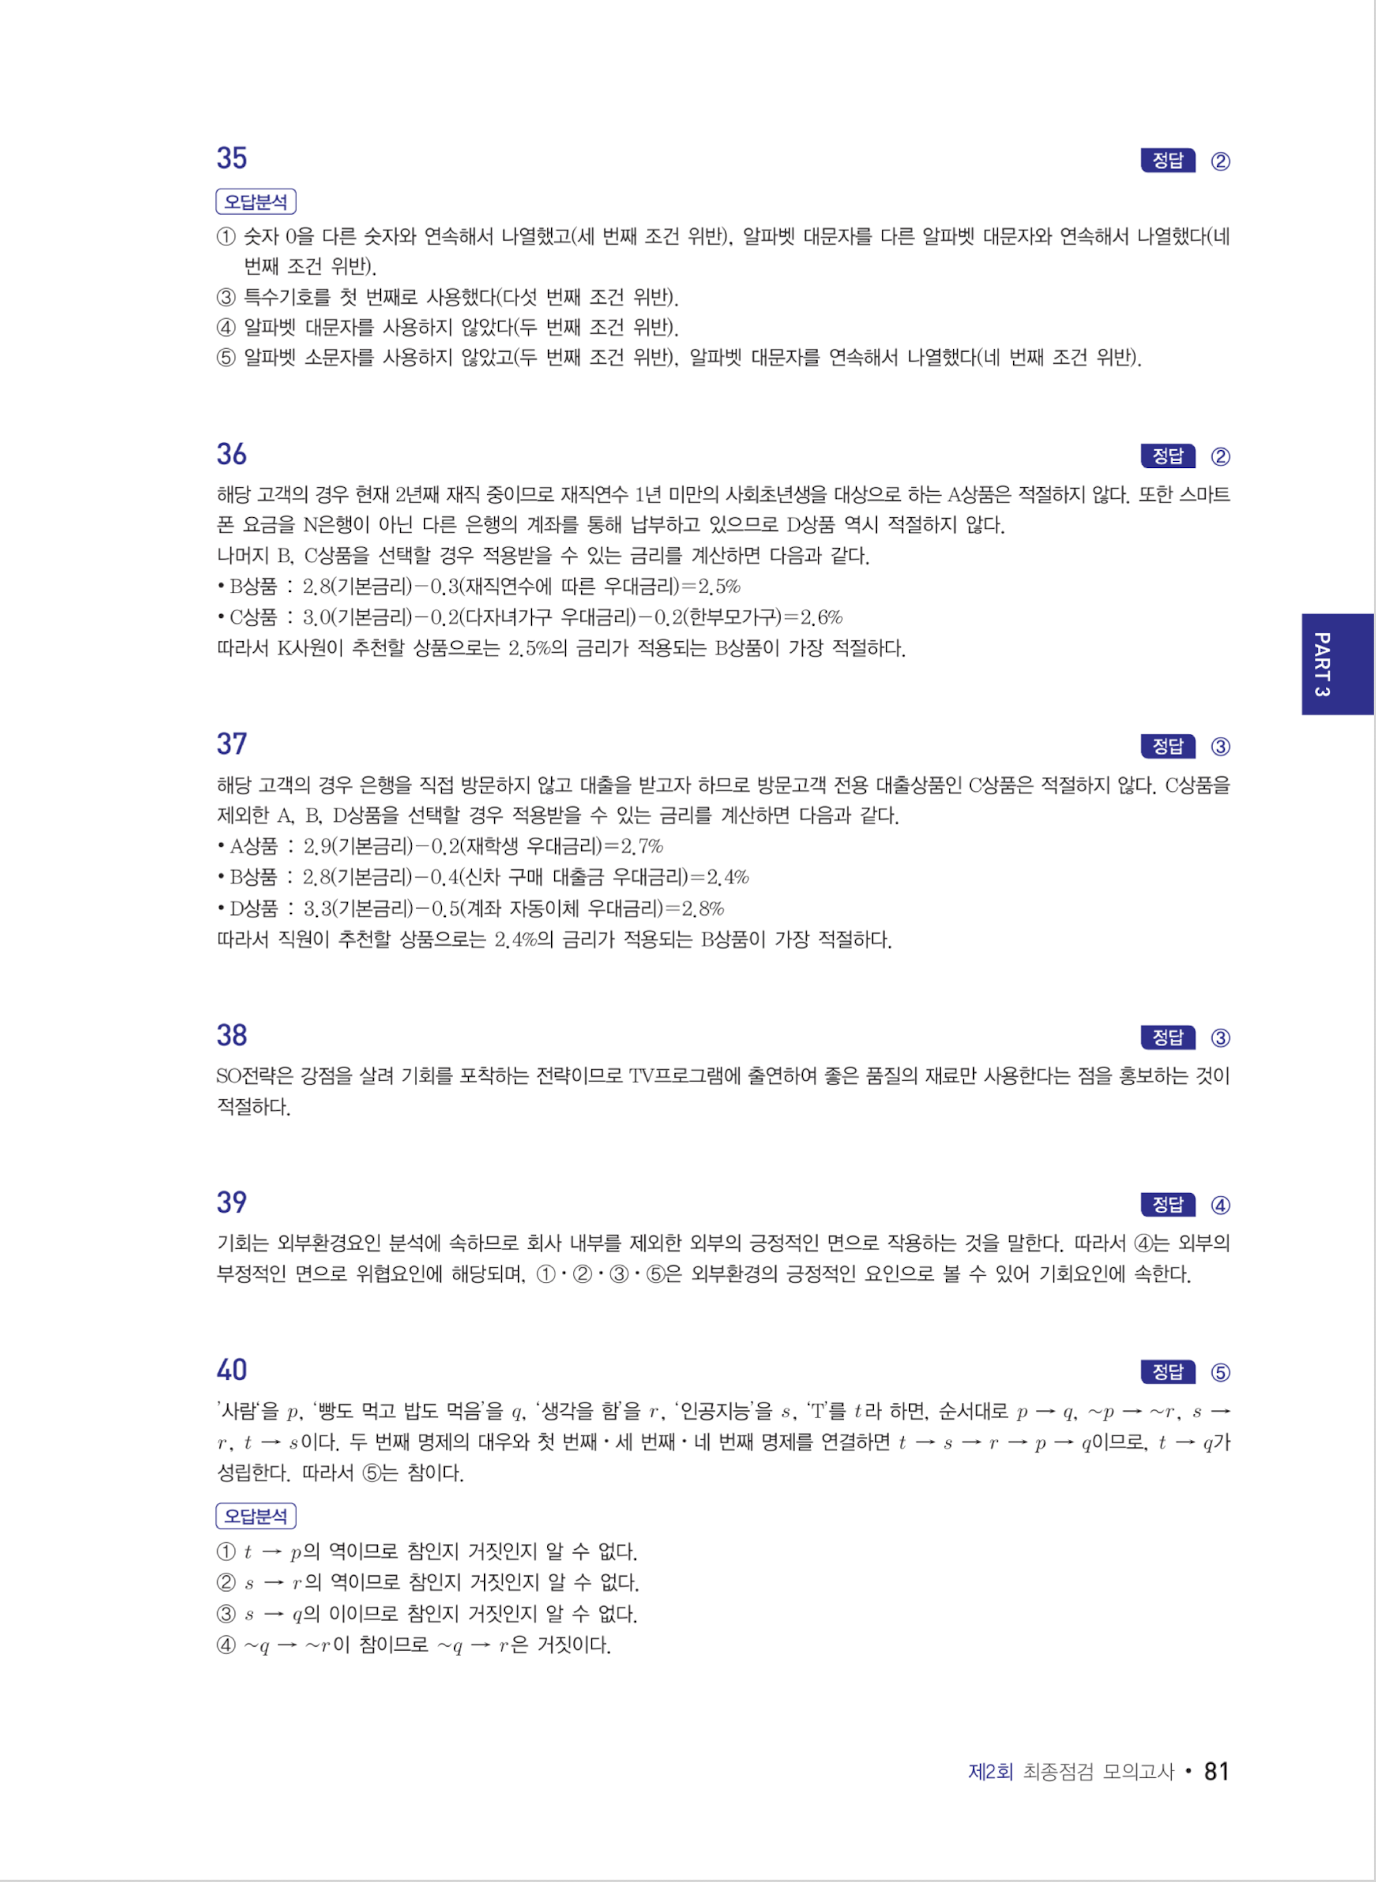 35
정답 ②
오답분석
① 숫자 0을 다른 숫자와 연속해서 나열했고(세 번째 조건 위반), 알파벳 대문자를 다른 알파벳 대문자와 연속해서 나열했다(네
번째 조건 위반).
③ 특수기호를 첫 번째로 사용했다(다섯 번째 조건 위반).
④ 알파벳 대문자를 사용하지 않았다(두 번째 조건 위반).
⑤ 알파벳 소문자를 사용하지 않았고(두 번째 조건 위반), 알파벳 대문자를 연속해서 나열했다(네 번째 조건 위반).
36
정답 ②
해당 고객의 경우 현재 2년째 재직 중이므로 재직연수 1년 미만의 사회초년생을 대상으로 하는 A상품은 적절하지 않다. 또한 스마트
폰 요금을 N은행이 아닌 다른 은행의 계좌를 통해 납부하고 있으므로 D상품 역시 적절하지 않다.
나머지 B, C상품을 선택할 경우 적용받을 수 있는 금리를 계산하면 다음과 같다.
• B상품 : 2.8(기본금리)-0.3(재직연수에 따른 우대금리)=2.5%
• C상품 : 3.0(기본금리)-0.2(다자녀가구 우대금리)-0.2(한부모가구)=2.6%
따라서 K사원이 추천할 상품으로는 2.5%의 금리가 적용되는 B상품이 가장 적절하다.
PART 3
37
정답 ③
해당 고객의 경우 은행을 직접 방문하지 않고 대출을 받고자 하므로 방문고객 전용 대출상품인 C상품은 적절하지 않다. C상품을
제외한 A, B, D상품을 선택할 경우 적용받을 수 있는 금리를 계산하면 다음과 같다.
• A상품 : 2.9(기본금리)-0.2(재학생 우대금리)=2.7%
• B상품 : 2.8(기본금리)-0.4(신차 구매 대출금 우대금리)=2.4%
• D상품 : 3.3(기본금리)-0.5(계좌 자동이체 우대금리)=2.8%
따라서 직원이 추천할 상품으로는 2.4%의 금리가 적용되는 B상품이 가장 적절하다.
38
정답 ③
SO전략은 강점을 살려 기회를 포착하는 전략이므로 TV프로그램에 출연하여 좋은 품질의 재료만 사용한다는 점을 홍보하는 것이
적절하다.
39
정답 ④
기회는 외부환경요인 분석에 속하므로 회사 내부를 제외한 외부의 긍정적인 면으로 작용하는 것을 말한다. 따라서 ④는 외부의
부정적인 면으로 위협요인에 해당되며, ①·②·③·⑤은 외부환경의 긍정적인 요인으로 볼 수 있어 기회요인에 속한다.
40
정답 ⑤
’사람‘을 p, ‘빵도 먹고 밥도 먹음’을 q, ‘생각을 함’을 r, ‘인공지능’을 s, ‘T’를 t라 하면, 순서대로 p → q, ~p → ~r, s →
r, t → s이다. 두 번째 명제의 대우와 첫 번째·세 번째·네 번째 명제를 연결하면 t → s → r → p → q이므로, t → q가
성립한다. 따라서 ⑤는 참이다.
오답분석
① t → p의 역이므로 참인지 거짓인지 알 수 없다.
② s → r의 역이므로 참인지 거짓인지 알 수 없다.
③ s → q의 이이므로 참인지 거짓인지 알 수 없다.
④ ~q → ~r이 참이므로 ~q → r은 거짓이다.
제2회 최종점검 모의고사 • 81